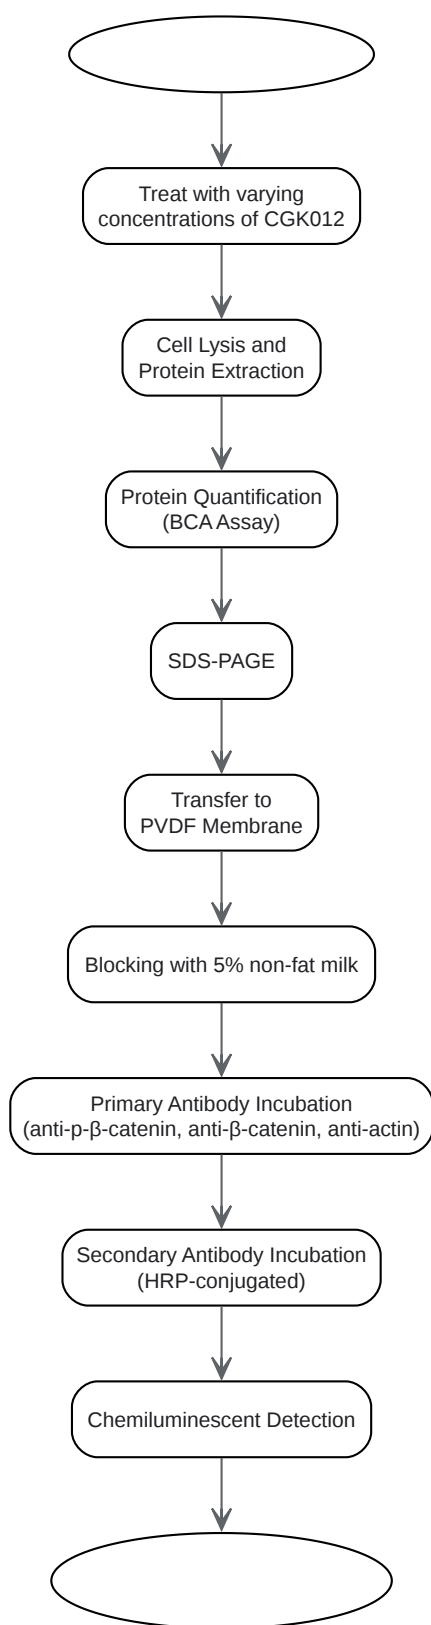 Treat with varying
concentrations of CGK012
Cell Lysis and
Protein Extraction
Protein Quantification
(BCA Assay)
SDS-PAGE
Transfer to
PVDF Membrane
Blocking with 5% non-fat milk
Primary Antibody Incubation
(anti-p-β-catenin, anti-β-catenin, anti-actin)
Secondary Antibody Incubation
(HRP-conjugated)
Chemiluminescent Detection